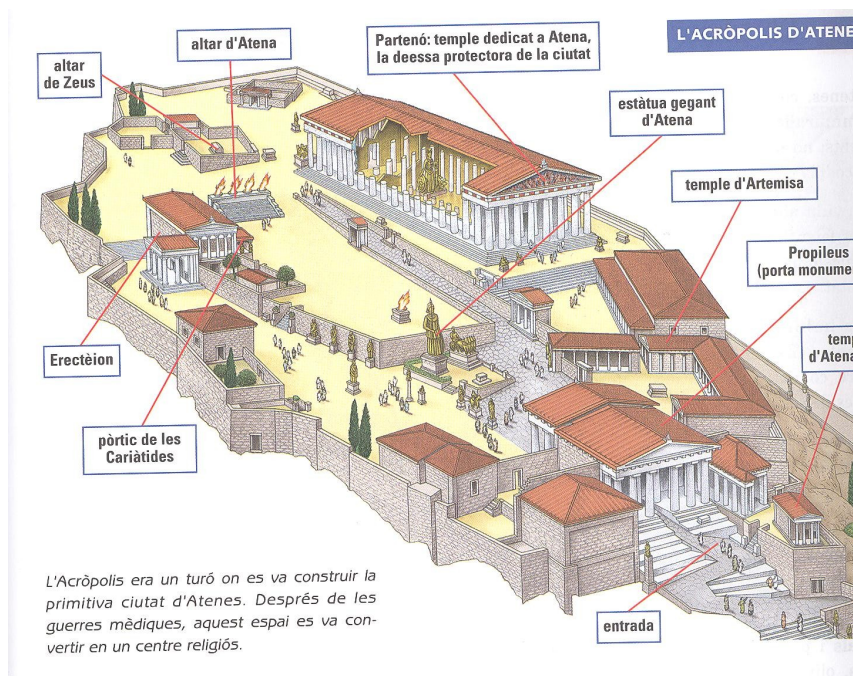 L'ACRÒPOLIS D'ATENE
altar d'Atena
altar
de Zeus
Partenó: temple dedicat a Atena,
la deessa protectora de la ciutat
estàtua gegant
d'Atena
temple d'Artemisa
Propileus
(porta monume
temp
d'Atena
Erectèion
pòrtic de les
Cariàtides
entrada
L'Acròpolis era un turó on es va construir la
primitiva ciutat d'Atenes. Després de les
guerres mèdiques, aquest espai es va con-
vertir en un centre religiós.